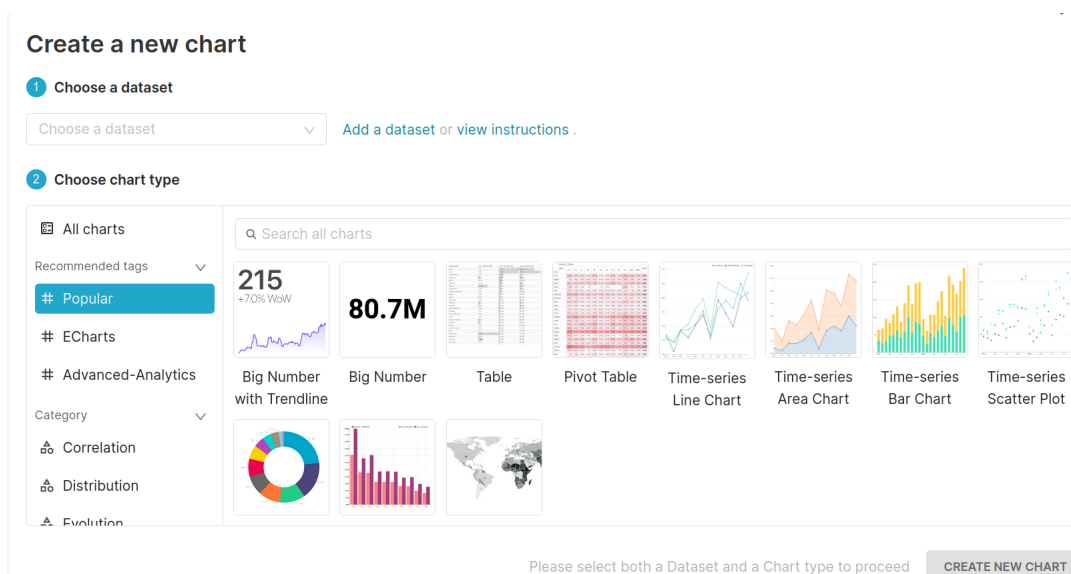 Create a new chart
1 Choose a dataset
Choose a dataset
Add a dataset or view instructions .
2 Choose chart type
All charts
Search all charts
Recommended tags
# Popular
# ECharts
# Advanced-Analytics
Category
Correlation
Distribution
Evolution
215
+7.0% WoW
80.7M
Big Number
with Trendline
Big Number
Table
Pivot Table
Time-series
Line Chart
Time-series
Area Chart
Time-series
Bar Chart
Time-series
Scatter Plot
Please select both a Dataset and a Chart type to proceed
CREATE NEW CHART